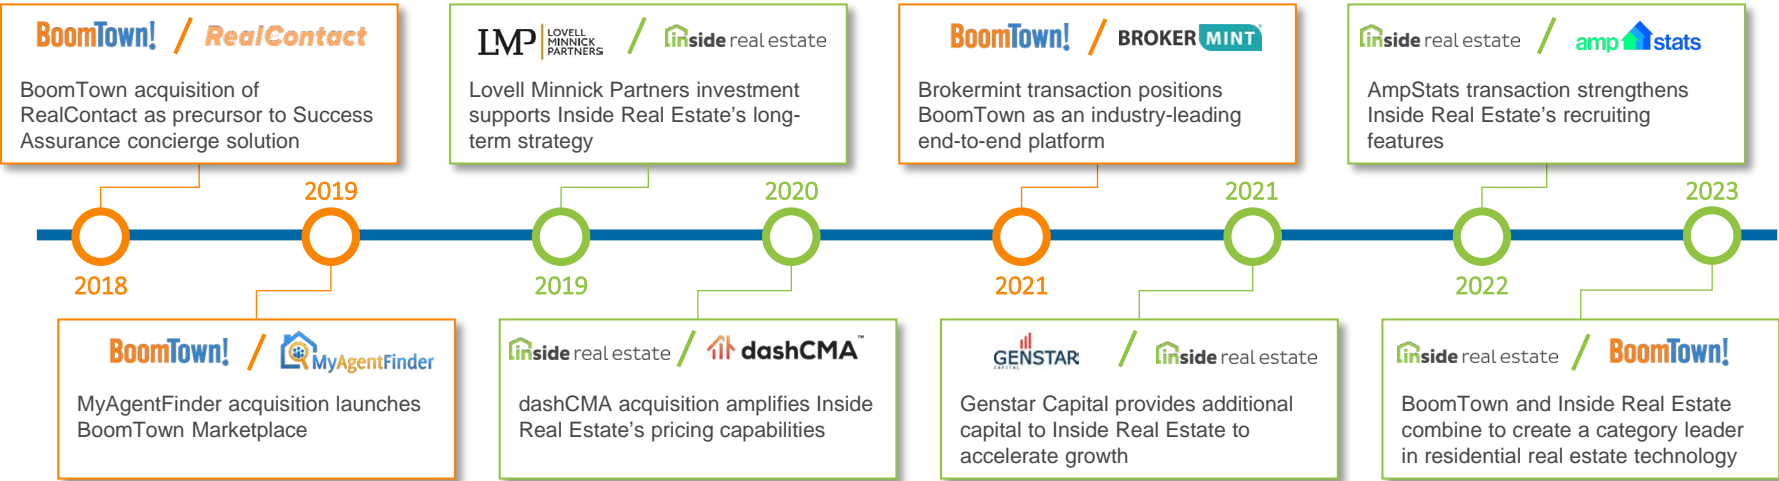 BoomTown! / RealContact
BoomTown acquisition of
RealContact as precursor to Success
Assurance concierge solution
LMP LOVELL
MINNICK
PARTNERS / inside real estate
Lovell Minnick Partners investment
supports Inside Real Estate’s long-
term strategy
BoomTown! / BROKERMINT
Brokermint transaction positions
BoomTown as an industry-leading
end-to-end platform
inside real estate / amp stats
AmpStats transaction strengthens
Inside Real Estate’s recruiting
features
2019
2020
2021
2023
2018
2019
2021
2022
BoomTown! / MyAgentFinder
MyAgentFinder acquisition launches
BoomTown Marketplace
inside real estate / dashCMA™
dashCMA acquisition amplifies Inside
Real Estate’s pricing capabilities
GENSTAR
CAPITAL / inside real estate
Genstar Capital provides additional
capital to Inside Real Estate to
accelerate growth
inside real estate / BoomTown!
BoomTown and Inside Real Estate
combine to create a category leader
in residential real estate technology